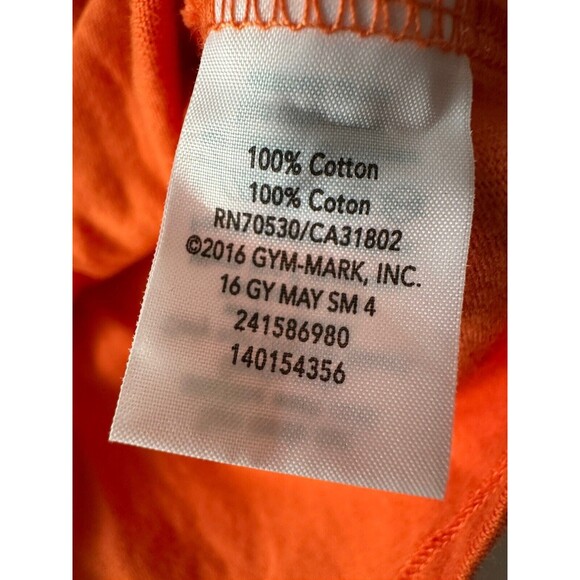 100% Cotton
100% Coton
RN70530/CA31802
©2016 GYM-MARK, INC.
16 GY MAY SM 4
241586980
140154356